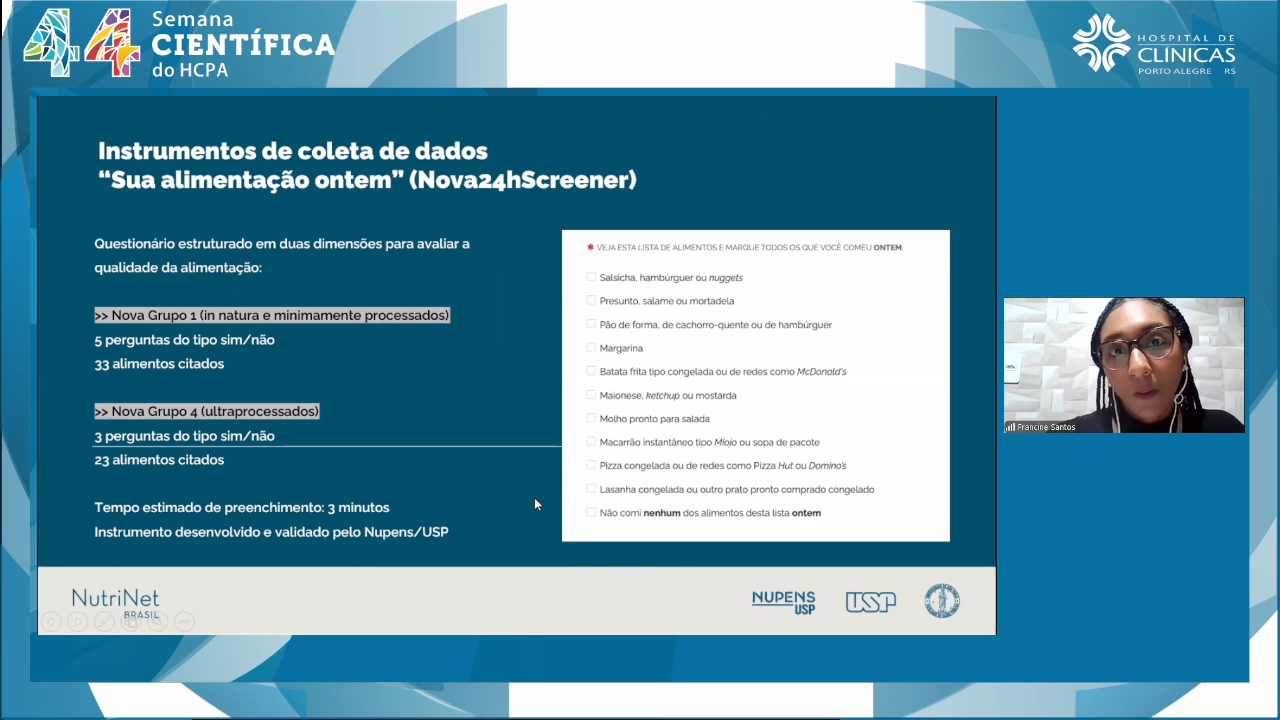 44
Semana
CIENTÍFICA
do HCPA
HOSPITAL DE
CLÍNICAS
PORTO ALEGRE RS
Instrumentos de coleta de dados
“Sua alimentação ontem” (Nova24hScreener)
Questionário estruturado em duas dimensões para avaliar a
qualidade da alimentação:
>> Nova Grupo 1 (in natura e minimamente processados)
5 perguntas do tipo sim/não
33 alimentos citados
>> Nova Grupo 4 (ultraprocessados)
3 perguntas do tipo sim/não
23 alimentos citados
Tempo estimado de preenchimento: 3 minutos
Instrumento desenvolvido e validado pelo Nupens/USP
* VEJA ESTA LISTA DE ALIMENTOS E MARQUE TODOS OS QUE VOCÊ COMEU ONTEM:
Salsicha, hambúrguer ou nuggets
Presunto, salame ou mortadela
Pão de forma, de cachorro-quente ou de hambúrguer
Margarina
Batata frita tipo congelada ou de redes como McDonald's
Maionese, ketchup ou mostarda
Molho pronto para salada
Macarrão instantâneo tipo Miojo ou sopa de pacote
Pizza congelada ou de redes como Pizza Hut ou Domino's
Lasanha congelada ou outro prato pronto comprado congelado
Não comi nenhum dos alimentos desta lista ontem
Francine Santos
NutriNet
BRASIL
NUPENS
USP
USP